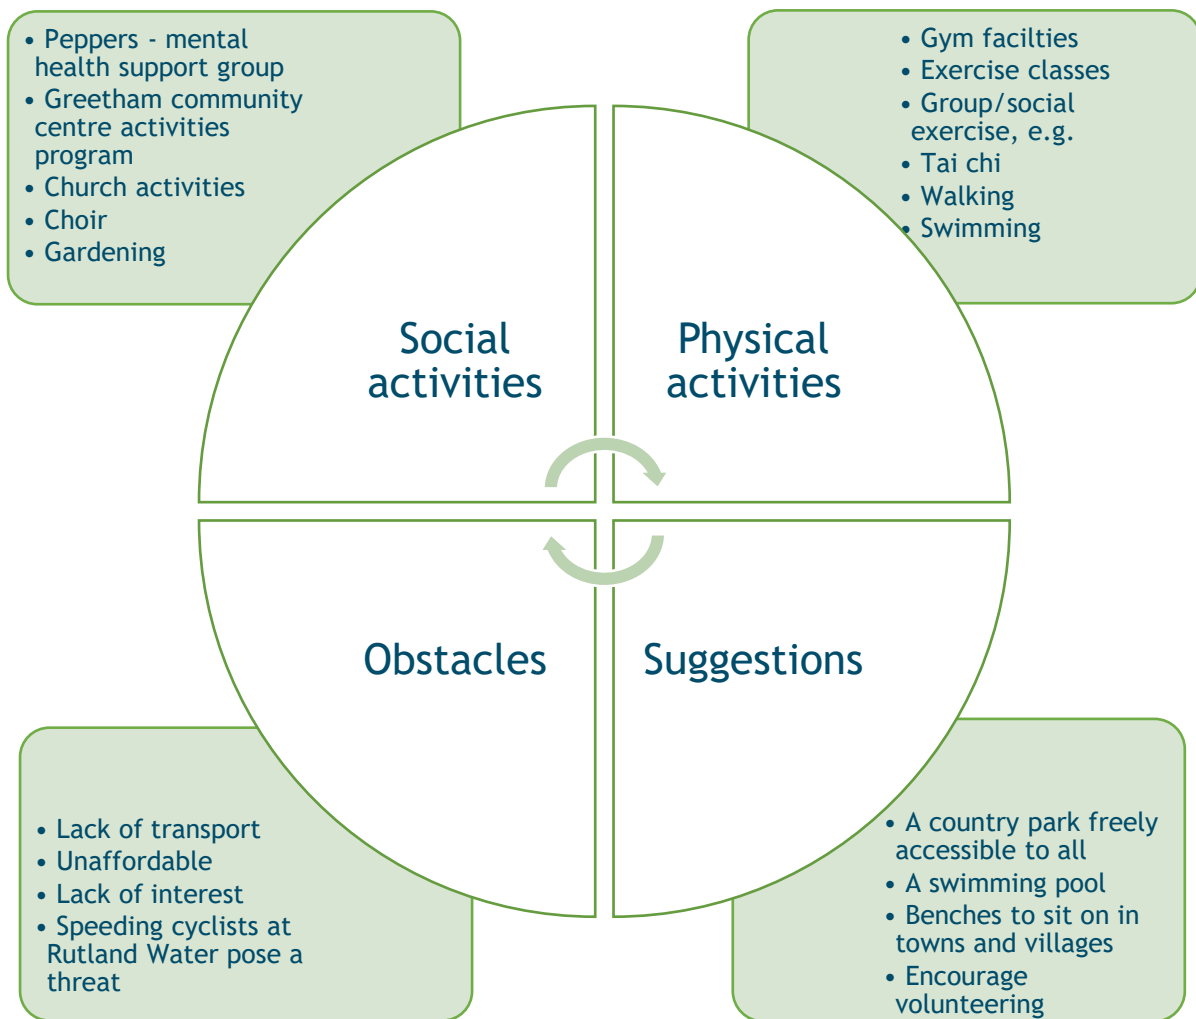 • Peppers - mental
health support group
• Greetham community
centre activities
program
• Church activities
• Choir
• Gardening
• Gym facilties
• Exercise classes
• Group/social
exercise, e.g.
• Tai chi
• Walking
• Swimming
Social
activities
Physical
activities
Obstacles
Suggestions
• Lack of transport
• Unaffordable
• Lack of interest
• Speeding cyclists at
Rutland Water pose a
threat
• A country park freely
accessible to all
• A swimming pool
• Benches to sit on in
towns and villages
• Encourage
volunteering